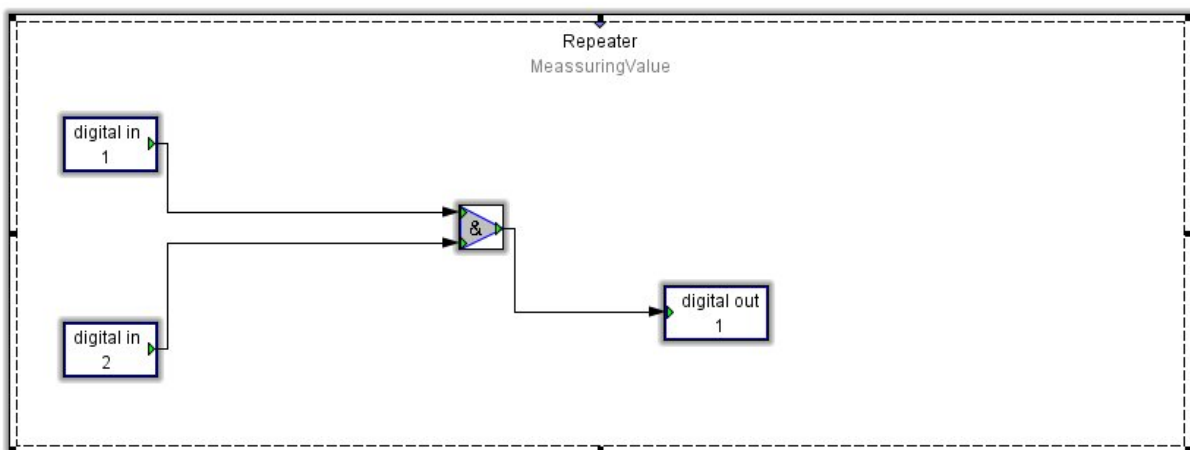 Repeater
MeassuringValue
digital in
1
&
digital in
2
digital out
1